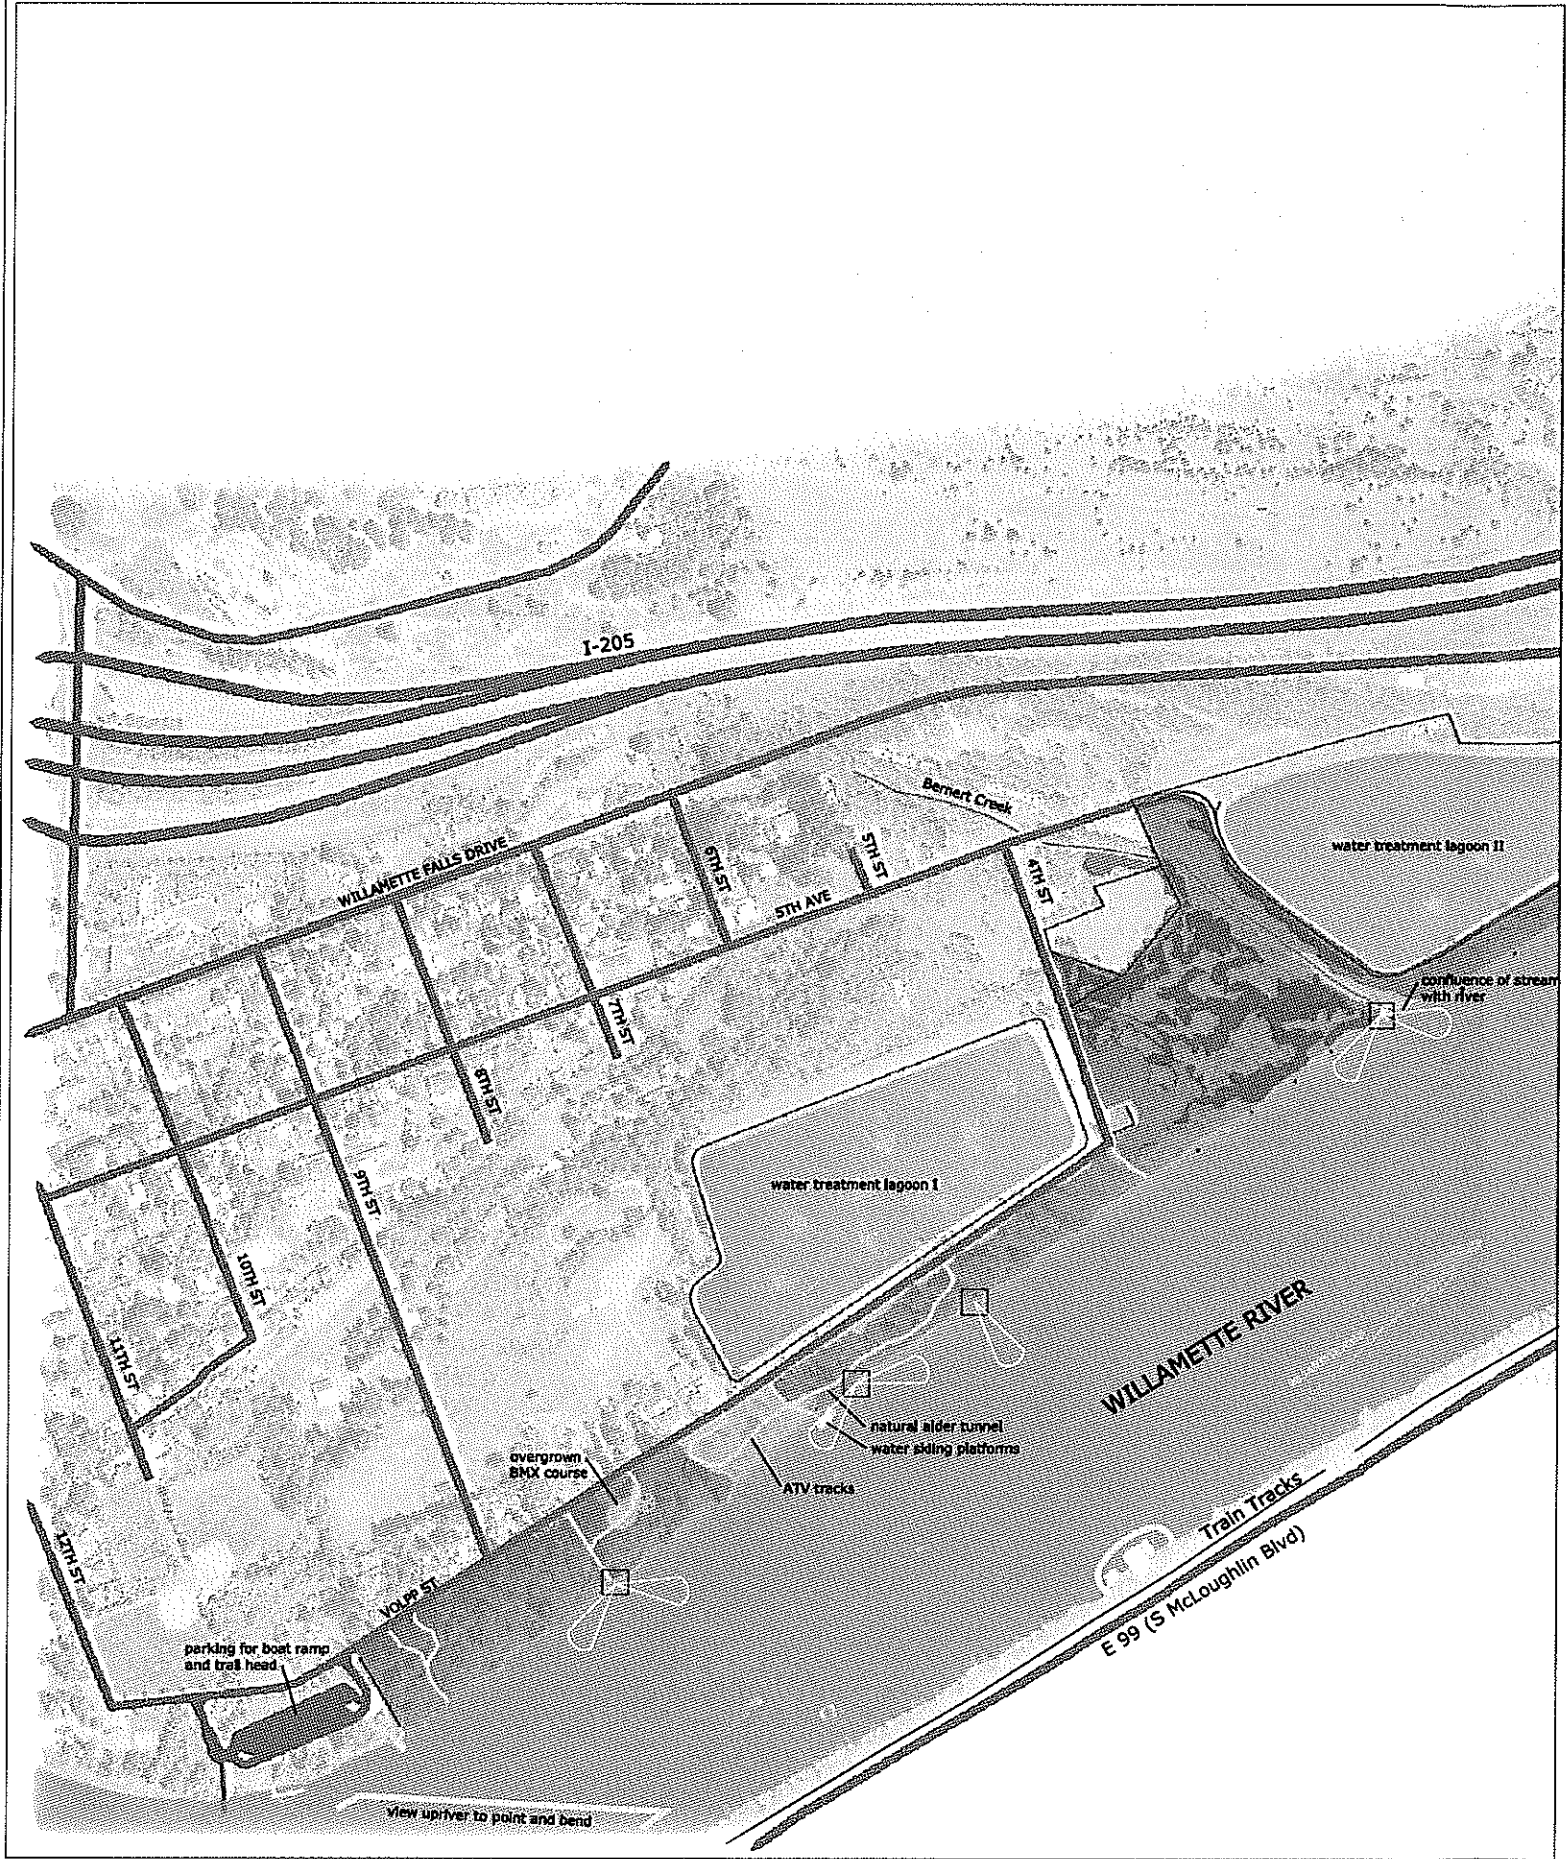 I-205
Bernert Creek
WILLAMETTE FALLS DRIVE
6TH ST
5TH ST
5TH AVE
4TH ST
water treatment lagoon II
confluence of stream
with river
7TH ST
8TH ST
9TH ST
water treatment lagoon I
10TH ST
11TH ST
12TH ST
WILLAMETTE RIVER
natural alder tunnel
water skiing platforms
ATV tracks
overgrown
BMX course
Train Tracks
E 99 (S McLoughlin Blvd)
VOLPP ST
parking for boat ramp
and trail head
view upriver to point and bend